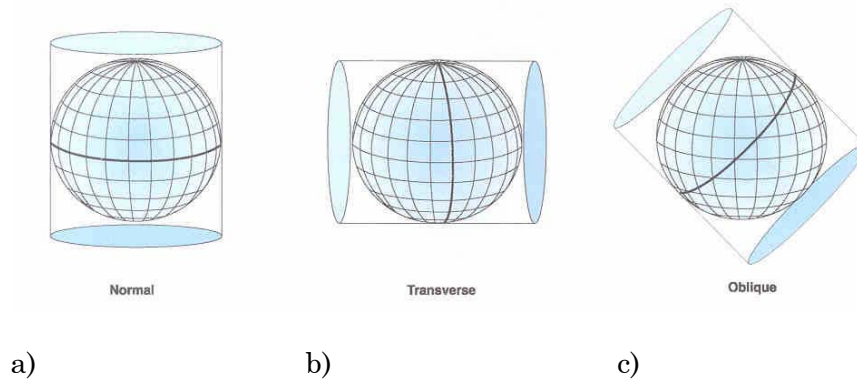 Normal
Transverse
Oblique
a)
b)
c)